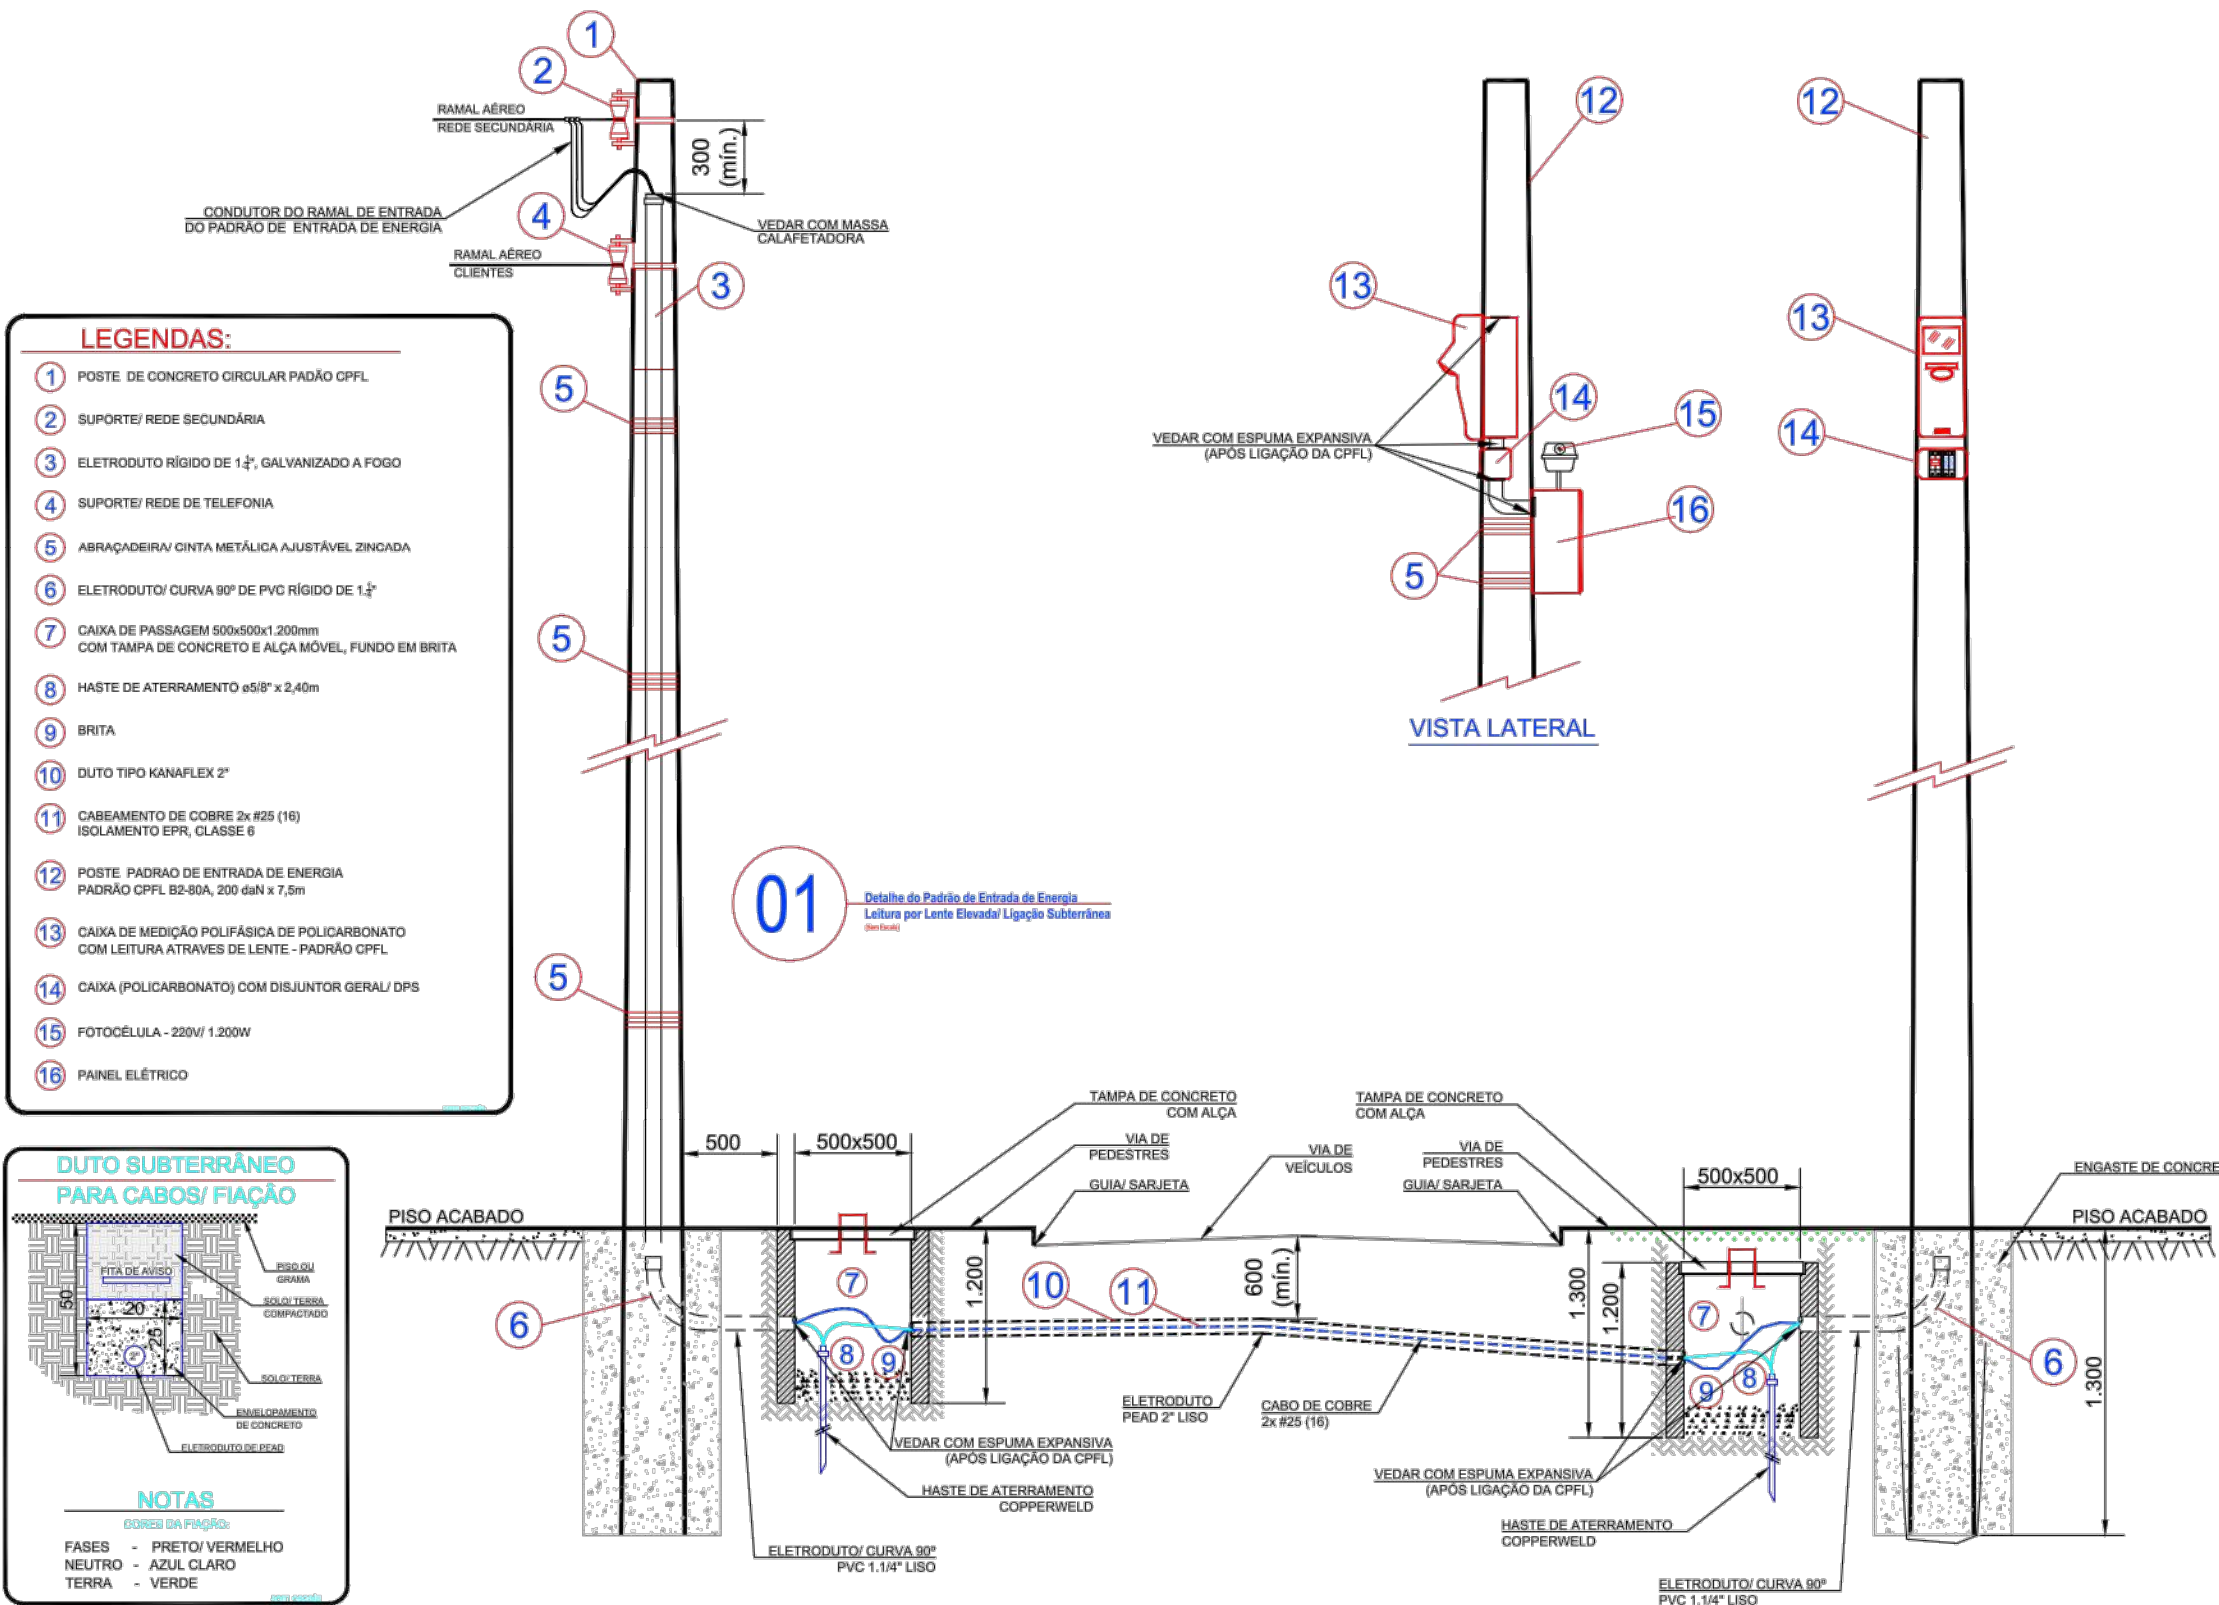 1
2
RAMAL AÉREO
REDE SECUNDÁRIA
300
(mín.)
CONDUTOR DO RAMAL DE ENTRADA
DO PADRÃO DE ENTRADA DE ENERGIA
4
VEDAR COM MASSA
CALAFETADORA
RAMAL AÉREO
CLIENTES
3
5
5
5
12
12
13
13
14
14
15
16
5
VEDAR COM ESPUMA EXPANSIVA
(APÓS LIGAÇÃO DA CPFL)
VISTA LATERAL
LEGENDAS:
1 POSTE DE CONCRETO CIRCULAR PADÃO CPFL
2 SUPORTE/ REDE SECUNDÁRIA
3 ELETRODUTO RÍGIDO DE 1¼", GALVANIZADO A FOGO
4 SUPORTE/ REDE DE TELEFONIA
5 ABRAÇADEIRA/ CINTA METÁLICA AJUSTÁVEL ZINCADA
6 ELETRODUTO/ CURVA 90º DE PVC RÍGIDO DE 1¼"
7 CAIXA DE PASSAGEM 500x500x1.200mm
COM TAMPA DE CONCRETO E ALÇA MÓVEL, FUNDO EM BRITA
8 HASTE DE ATERRAMENTO ø5/8" x 2,40m
9 BRITA
10 DUTO TIPO KANAFLEX 2"
11 CABEAMENTO DE COBRE 2x #25 (16)
ISOLAMENTO EPR, CLASSE 6
12 POSTE PADRAO DE ENTRADA DE ENERGIA
PADRÃO CPFL B2-80A, 200 daN x 7,5m
13 CAIXA DE MEDIÇÃO POLIFÁSICA DE POLICARBONATO
COM LEITURA ATRAVES DE LENTE - PADRÃO CPFL
14 CAIXA (POLICARBONATO) COM DISJUNTOR GERAL/ DPS
15 FOTOCÉLULA - 220V/ 1.200W
16 PAINEL ELÉTRICO
01
Detalhe do Padrão de Entrada de Energia
Leitura por Lente Elevada/ Ligação Subterrânea
(Sem Escala)
DUTO SUBTERRÂNEO
PARA CABOS/ FIAÇÃO
FITA DE AVISO
50
20
25
PISO OU
GRAMA
SOLO/ TERRA
COMPACTADO
SOLO/ TERRA
ENVELOPAMENTO
DE CONCRETO
ELETRODUTO DE PEAD
NOTAS
CORES DA FIAÇÃO:
FASES - PRETO/ VERMELHO
NEUTRO - AZUL CLARO
TERRA - VERDE
PISO ACABADO
500
500x500
TAMPA DE CONCRETO
COM ALÇA
VIA DE
PEDESTRES
GUIA/ SARJETA
VIA DE
VEÍCULOS
TAMPA DE CONCRETO
COM ALÇA
VIA DE
PEDESTRES
GUIA/ SARJETA
500x500
ENGASTE DE CONCRE
PISO ACABADO
6
7
8
9
1.200
10
11
600
(mín.)
1.300
1.200
7
8
9
6
1.300
ELETRODUTO
PEAD 2" LISO
CABO DE COBRE
2x #25 (16)
VEDAR COM ESPUMA EXPANSIVA
(APÓS LIGAÇÃO DA CPFL)
HASTE DE ATERRAMENTO
COPPERWELD
ELETRODUTO/ CURVA 90º
PVC 1.1/4" LISO
VEDAR COM ESPUMA EXPANSIVA
(APÓS LIGAÇÃO DA CPFL)
HASTE DE ATERRAMENTO
COPPERWELD
ELETRODUTO/ CURVA 90º
PVC 1.1/4" LISO